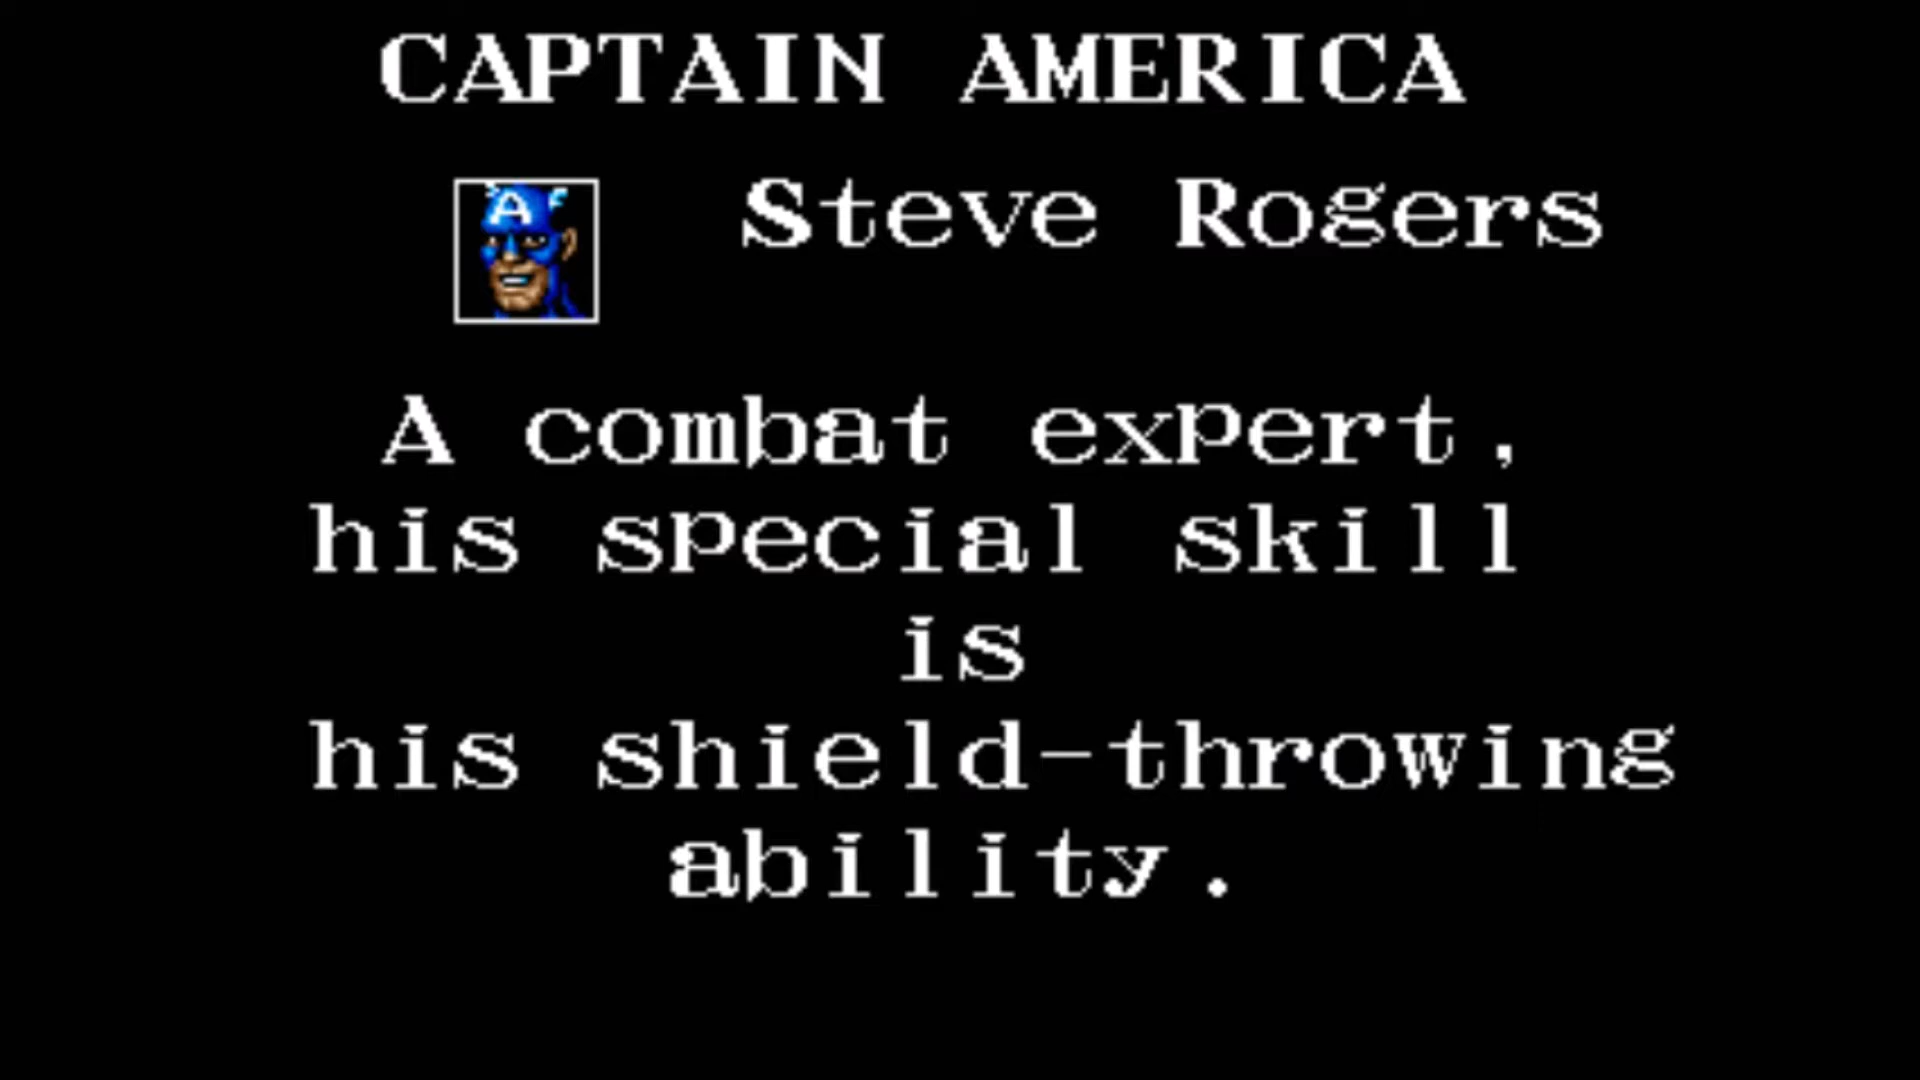 CAPTAIN AMERICA
A
Steve Rogers
A combat expert,
his special skill
is
his shield-throwing
ability.